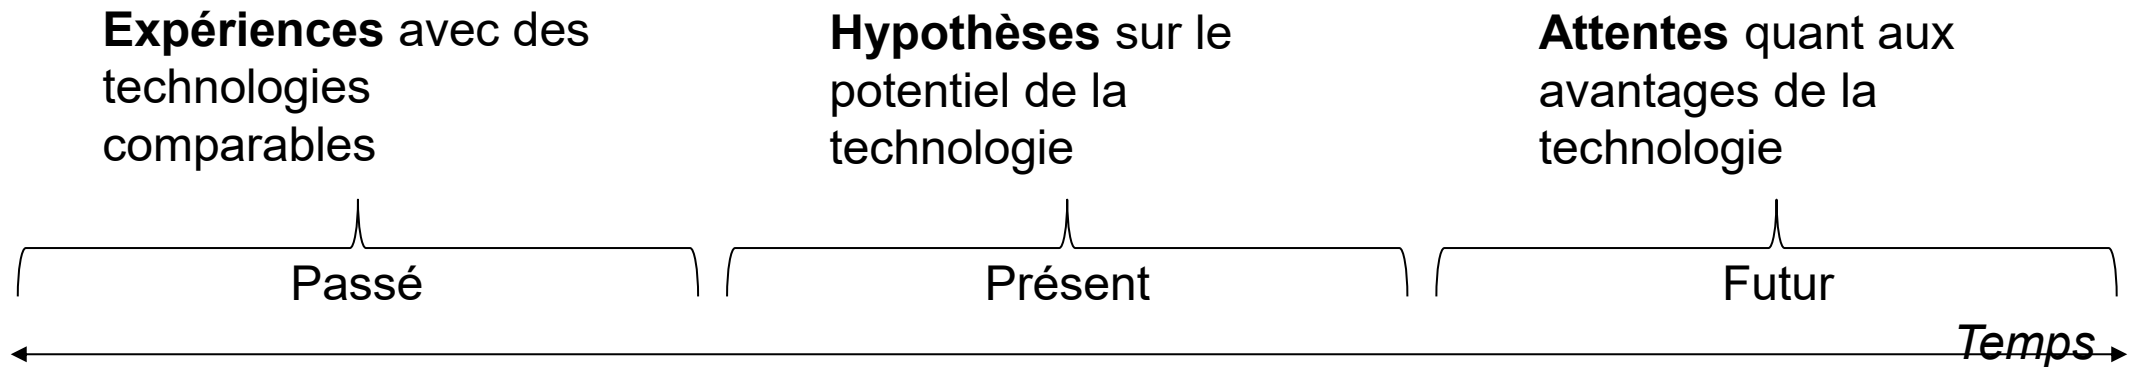 Expériences avec des
technologies
comparables
Hypothèses sur le
potentiel de la
technologie
Attentes quant aux
avantages de la
technologie
Passé
Présent
Futur
Temps